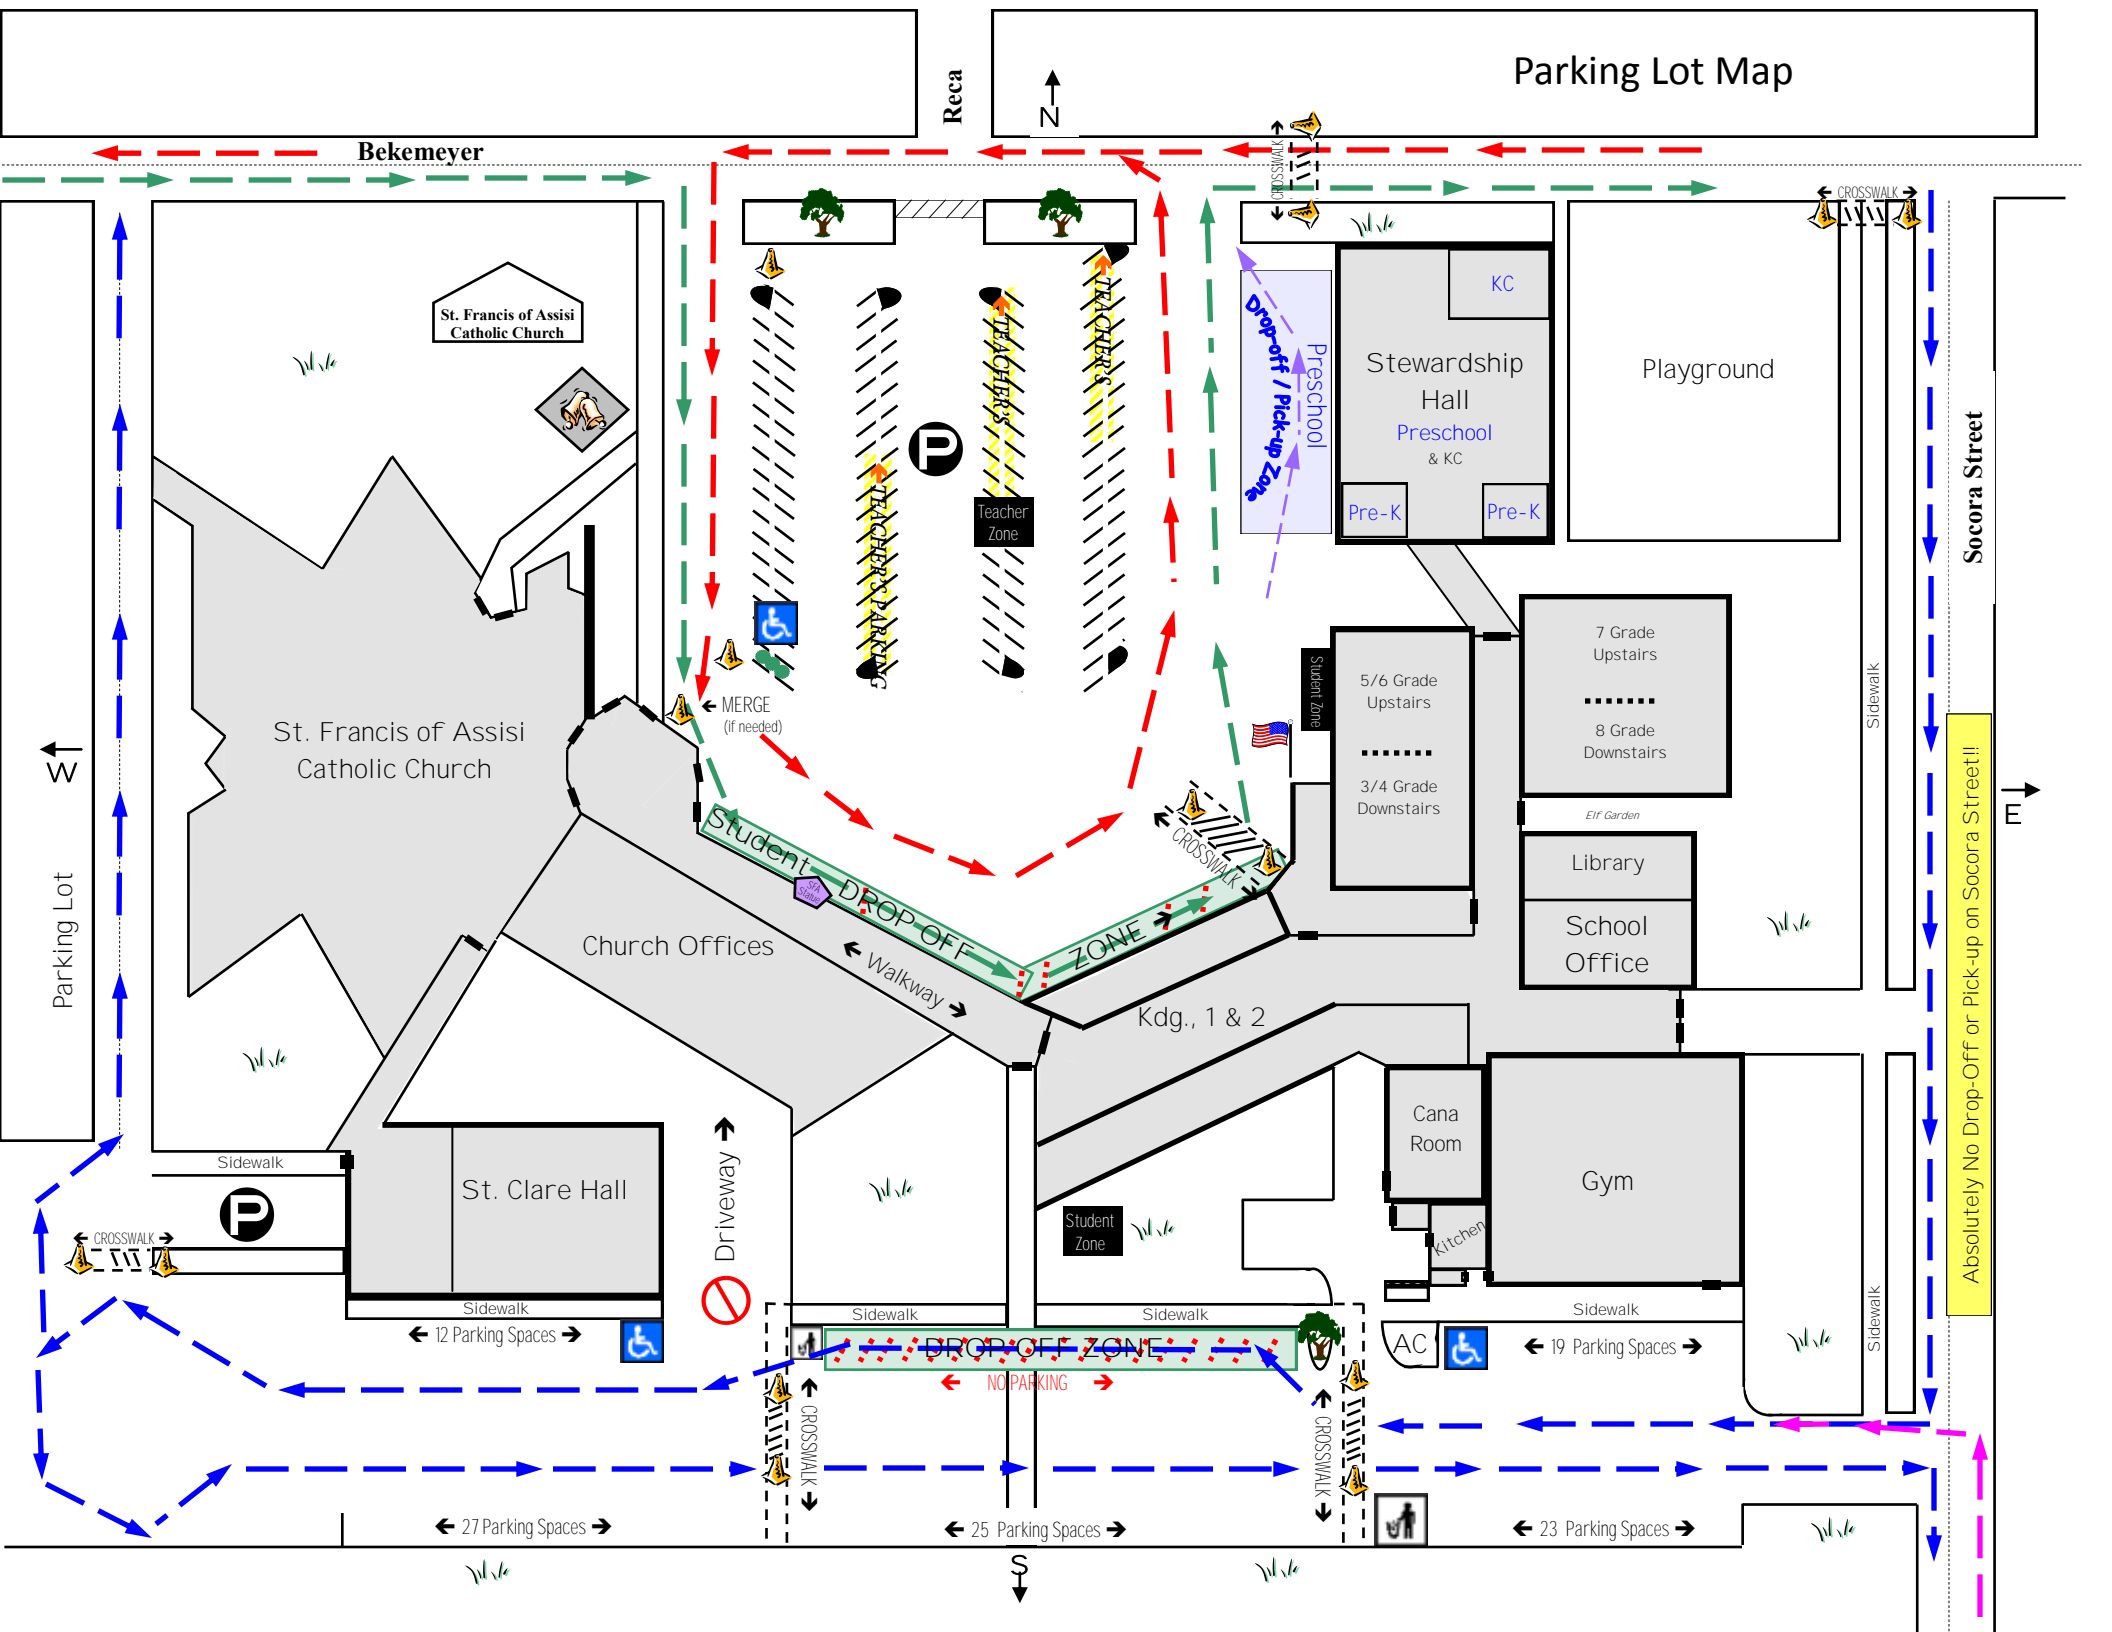 Parking Lot Map
Reca
N
Bekemeyer
CROSSWALK
CROSSWALK
St. Francis of Assisi
Catholic Church
TEACHER'S
TEACHER'S
TEACHER'S PARKING
P
Teacher
Zone
Preschool
Drop-off / Pick-up Zone
KC
Stewardship
Hall
Preschool
& KC
Pre-K
Pre-K
Playground
Socora Street
Sidewalk
Absolutely No Drop-Off or Pick-up on Socora Street!!
E
W
Parking Lot
St. Francis of Assisi
Catholic Church
MERGE
(if needed)
Student Zone
5/6 Grade
Upstairs
3/4 Grade
Downstairs
7 Grade
Upstairs
8 Grade
Downstairs
Elf Garden
Library
School
Office
CROSSWALK
Student DROP OFF ZONE
SFA
Statue
Church Offices
Walkway
Kdg., 1 & 2
Cana
Room
Gym
Kitchen
Sidewalk
P
CROSSWALK
St. Clare Hall
Driveway
Student
Zone
Sidewalk
Sidewalk
Sidewalk
Sidewalk
Sidewalk
12 Parking Spaces
DROP OFF ZONE
NO PARKING
AC
19 Parking Spaces
CROSSWALK
CROSSWALK
27 Parking Spaces
25 Parking Spaces
23 Parking Spaces
S